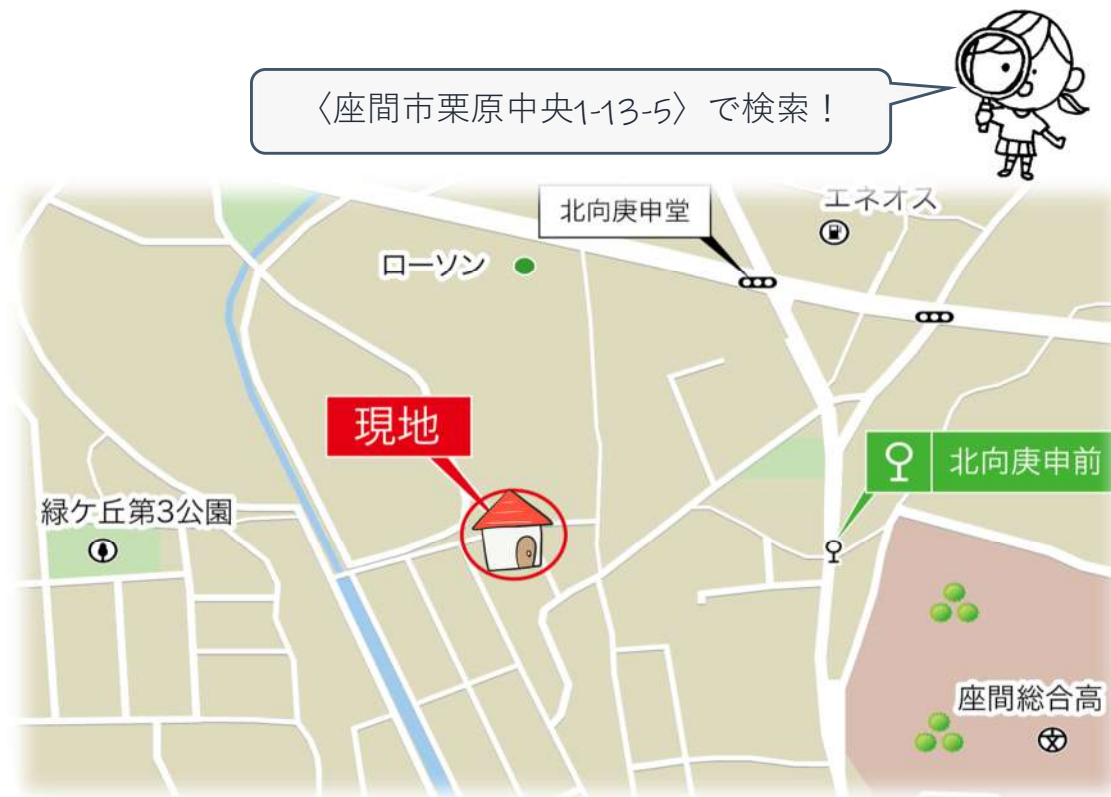 〈座間市栗原中央1-13-5〉で検索！
北向庚申堂
エネオス
ローソン
現地
北向庚申前
緑ケ丘第3公園
座間総合高
文